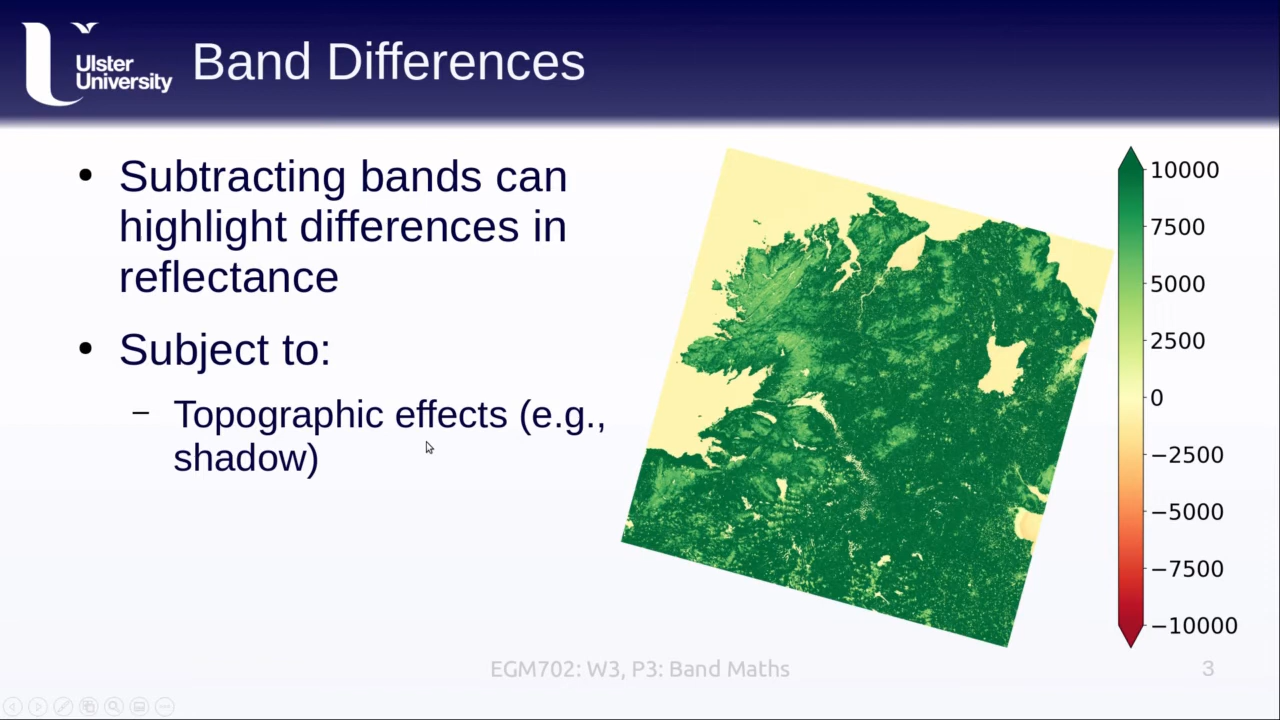 Ulster
University
Band Differences
• Subtracting bands can
highlight differences in
reflectance
• Subject to:
– Topographic effects (e.g.,
shadow)
10000
7500
5000
2500
0
−2500
−5000
−7500
−10000
EGM702: W3, P3: Band Maths
3